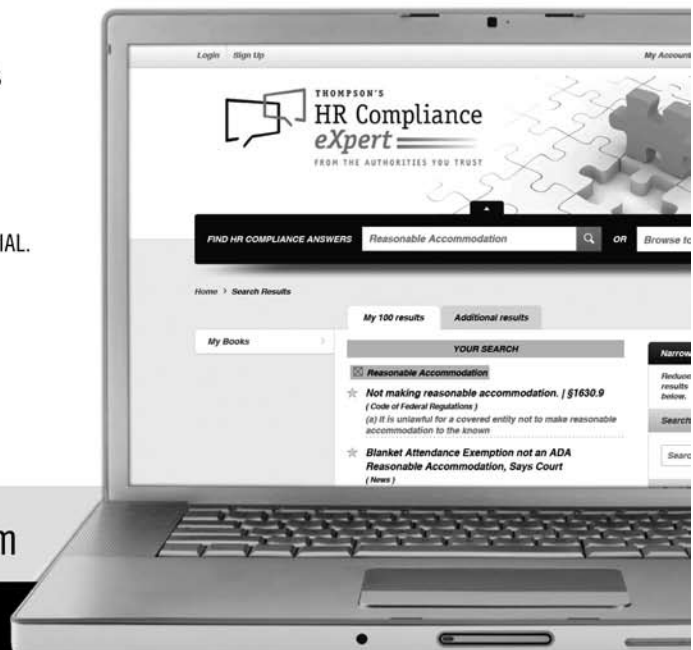 s
IAL.
m
Login Sign Up My Account
THOMPSON'S
HR Compliance
eXpert
FROM THE AUTHORITIES YOU TRUST
FIND HR COMPLIANCE ANSWERS Reasonable Accommodation OR Browse to
Home > Search Results
My 100 results Additional results
My Books
YOUR SEARCH
Reasonable Accommodation
Not making reasonable accommodation. | §1630.9
( Code of Federal Regulations )
(a) It is unlawful for a covered entity not to make reasonable
accommodation to the known
Blanket Attendance Exemption not an ADA
Reasonable Accommodation, Says Court
( News )
Narrow
Reduce
results
below.
Search
Searc